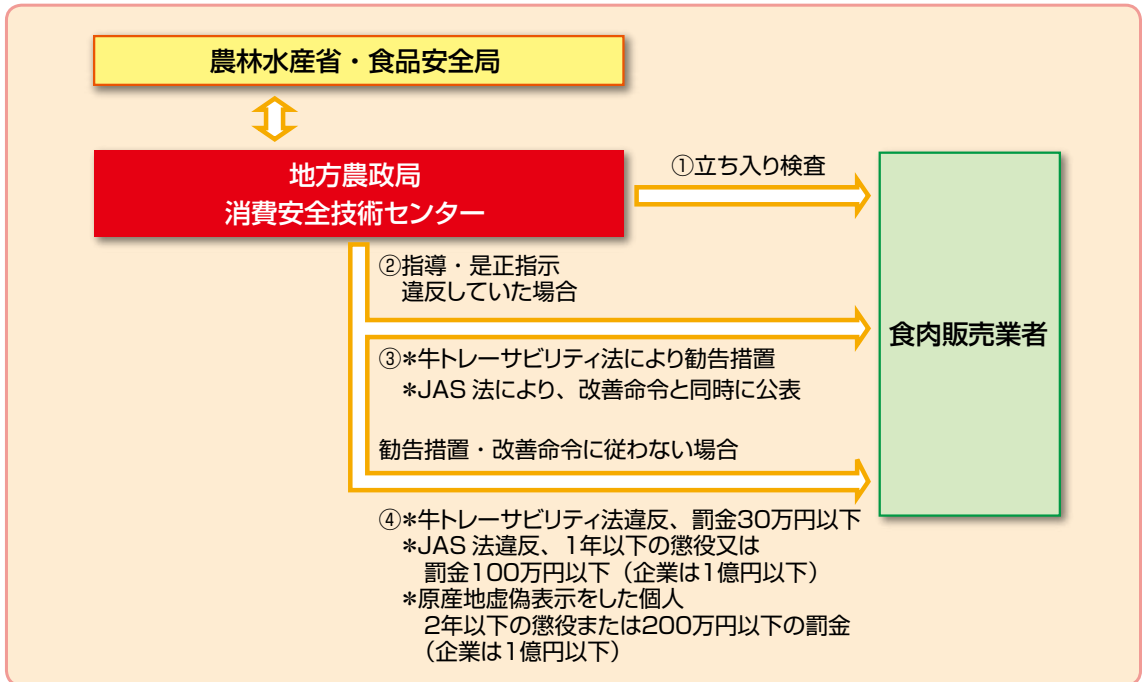 農林水産省・食品安全局
地方農政局
消費安全技術センター
①立ち入り検査
②指導・是正指示
違反していた場合
食肉販売業者
③*牛トレーサビリティ法により勧告措置
*JAS 法により、改善命令と同時に公表
勧告措置・改善命令に従わない場合
④*牛トレーサビリティ法違反、罰金30万円以下
*JAS 法違反、1年以下の懲役又は
罰金100万円以下（企業は1億円以下）
*原産地虚偽表示をした個人
2年以下の懲役または200万円以下の罰金
（企業は1億円以下）